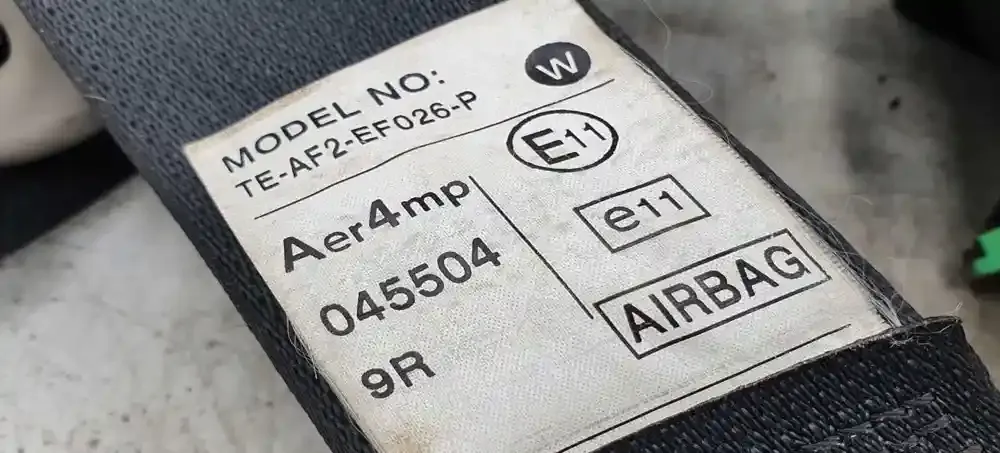 MODEL NO:
TE-AF2-EF026-P
W
E11
Aer4mp
e11
045504
AIRBAG
9R